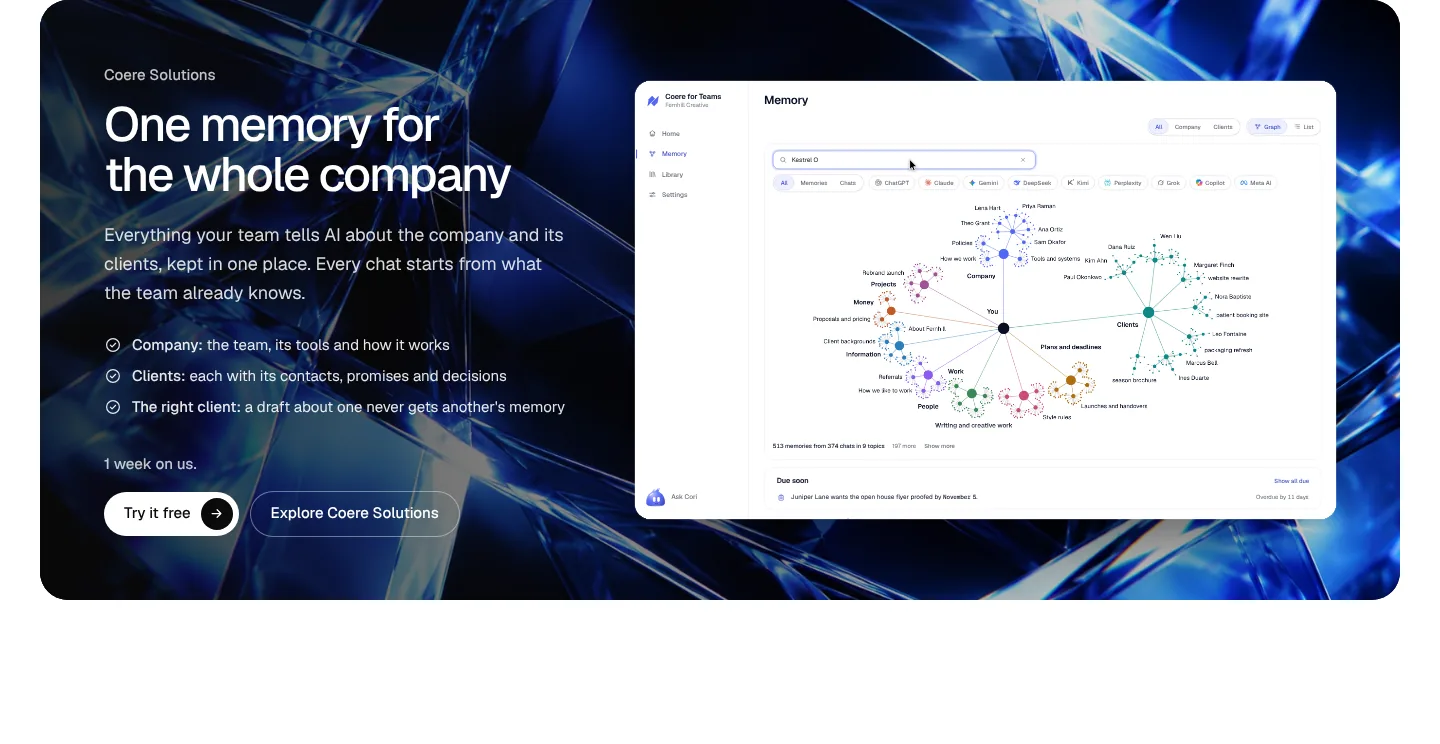 Coere Solutions
One memory for
the whole company
Everything your team tells AI about the company and its
clients, kept in one place. Every chat starts from what
the team already knows.
Company: the team, its tools and how it works
Clients: each with its contacts, promises and decisions
The right client: a draft about one never gets another's memory
1 week on us.
Try it free
Explore Coere Solutions
Coere for Teams
Fernhill Creative
Home
Memory
Library
Settings
Ask Cori
Memory
All Company Clients Graph List
Kestrel O
All Memories Chats ChatGPT Claude Gemini DeepSeek Kimi Perplexity Grok Copilot Meta AI
Lena Hart
Priya Raman
Theo Grant
Ana Ortiz
Policies
Sam Okafor
How we work
Tools and systems
Company
Kim Ahn
Dana Ruiz
Wen Liu
Paul Okonkwo
Margaret Finch
website rewrite
Nora Baptiste
patient booking site
Clients
Leo Fontaine
packaging refresh
Marcus Bell
Ines Duarte
season brochure
Rebrand launch
Projects
Money
Proposals and pricing
You
About Fernhill
Client backgrounds
Information
Plans and deadlines
Referrals
How we like to work
People
Work
Launches and handovers
Style rules
Writing and creative work
513 memories from 374 chats in 9 topics 197 more Show more
Due soon
Show all due
Juniper Lane wants the open house flyer proofed by November 5.
Overdue by 11 days